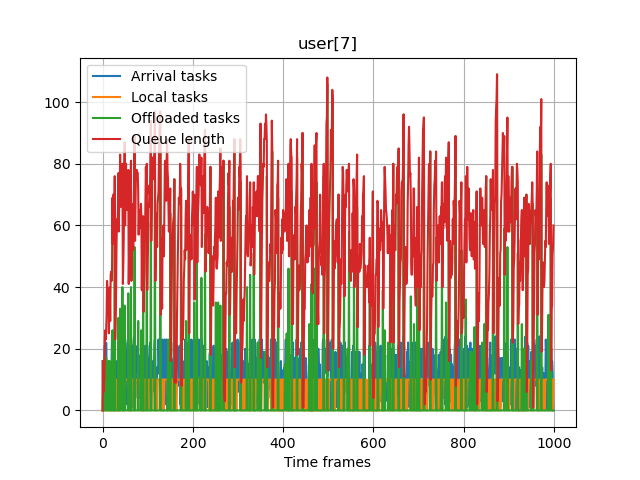 user[7]
Arrival tasks
Local tasks
Offloaded tasks
Queue length
100
80
60
40
20
0
0 200 400 600 800 1000
Time frames